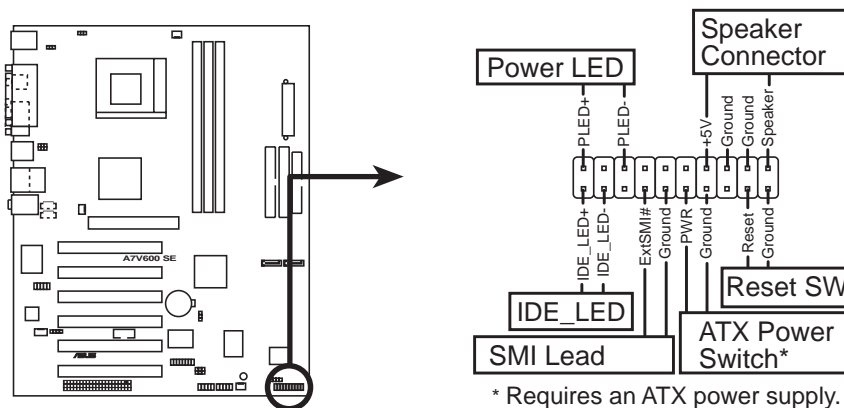 A7V600 SE
ASUS
Speaker
Connector
Power LED
PLED+
PLED-
+5V
Ground
Ground
Speaker
IDE_LED+
IDE_LED-
ExtSMI#
Ground
PWR
Ground
Reset
Ground
IDE_LED
Reset SW
SMI Lead
ATX Power
Switch*
* Requires an ATX power supply.